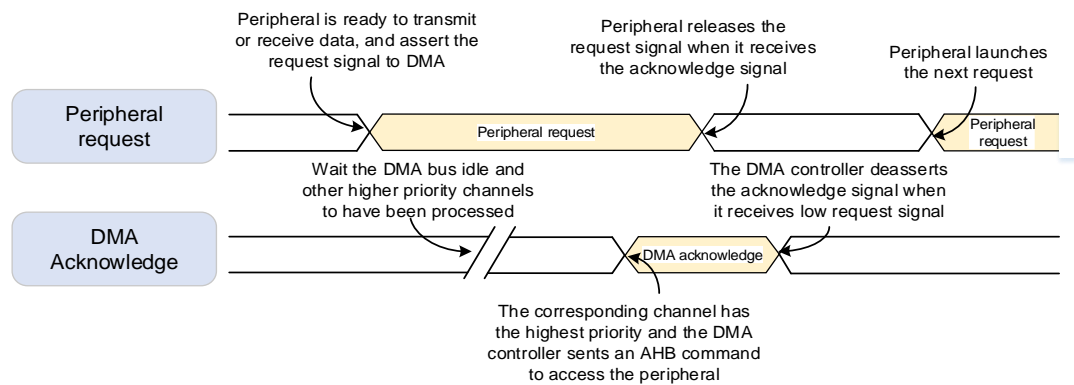 Peripheral is ready to transmit
or receive data, and assert the
request signal to DMA
Peripheral releases the
request signal when it receives
the acknowledge signal
Peripheral launches
the next request
Peripheral
request
Peripheral request
Peripheral
request
Wait the DMA bus idle and
other higher priority channels
to have been processed
The DMA controller deasserts
the acknowledge signal when
it receives low request signal
DMA
Acknowledge
DMA acknowledge
The corresponding channel has
the highest priority and the DMA
controller sents an AHB command
to access the peripheral